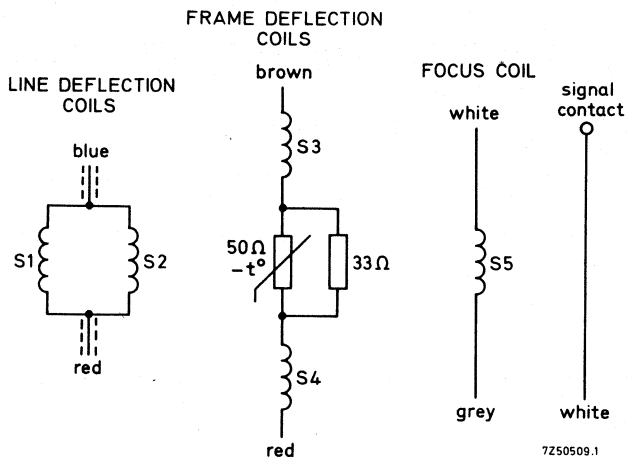 FRAME DEFLECTION
COILS
brown
LINE DEFLECTION
COILS
blue
FOCUS COIL
white
signal
contact
S3
S1
S2
50Ω
-t°
33Ω
S5
S4
red
red
grey
white
7Z50509.1